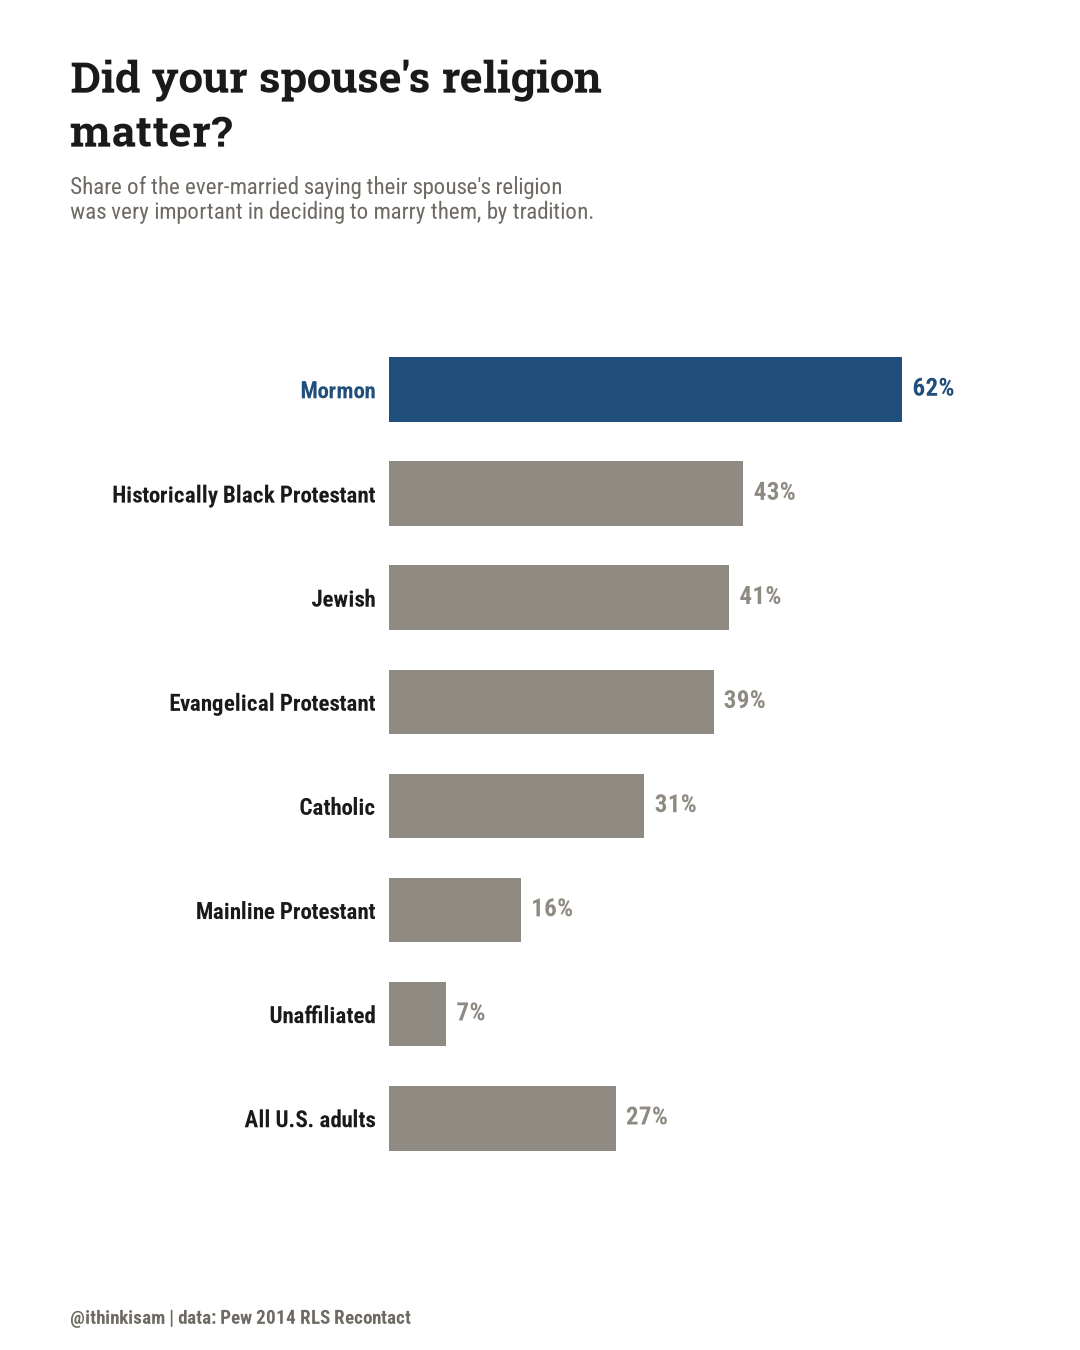 Did your spouse's religion
matter?
Share of the ever-married saying their spouse's religion
was very important in deciding to marry them, by tradition.
Mormon 62%
Historically Black Protestant 43%
Jewish 41%
Evangelical Protestant 39%
Catholic 31%
Mainline Protestant 16%
Unaffiliated 7%
All U.S. adults 27%
@ithinkisam | data: Pew 2014 RLS Recontact